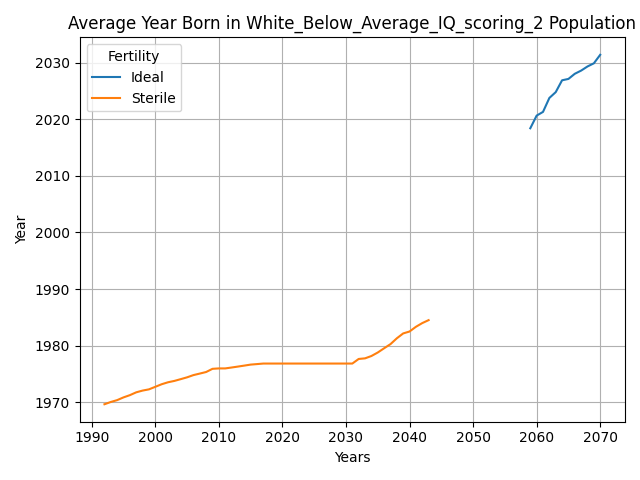 Average Year Born in White_Below_Average_IQ_scoring_2 Population
Fertility
Ideal
Sterile
Year
2030
2020
2010
2000
1990
1980
1970
1990 2000 2010 2020 2030 2040 2050 2060 2070
Years